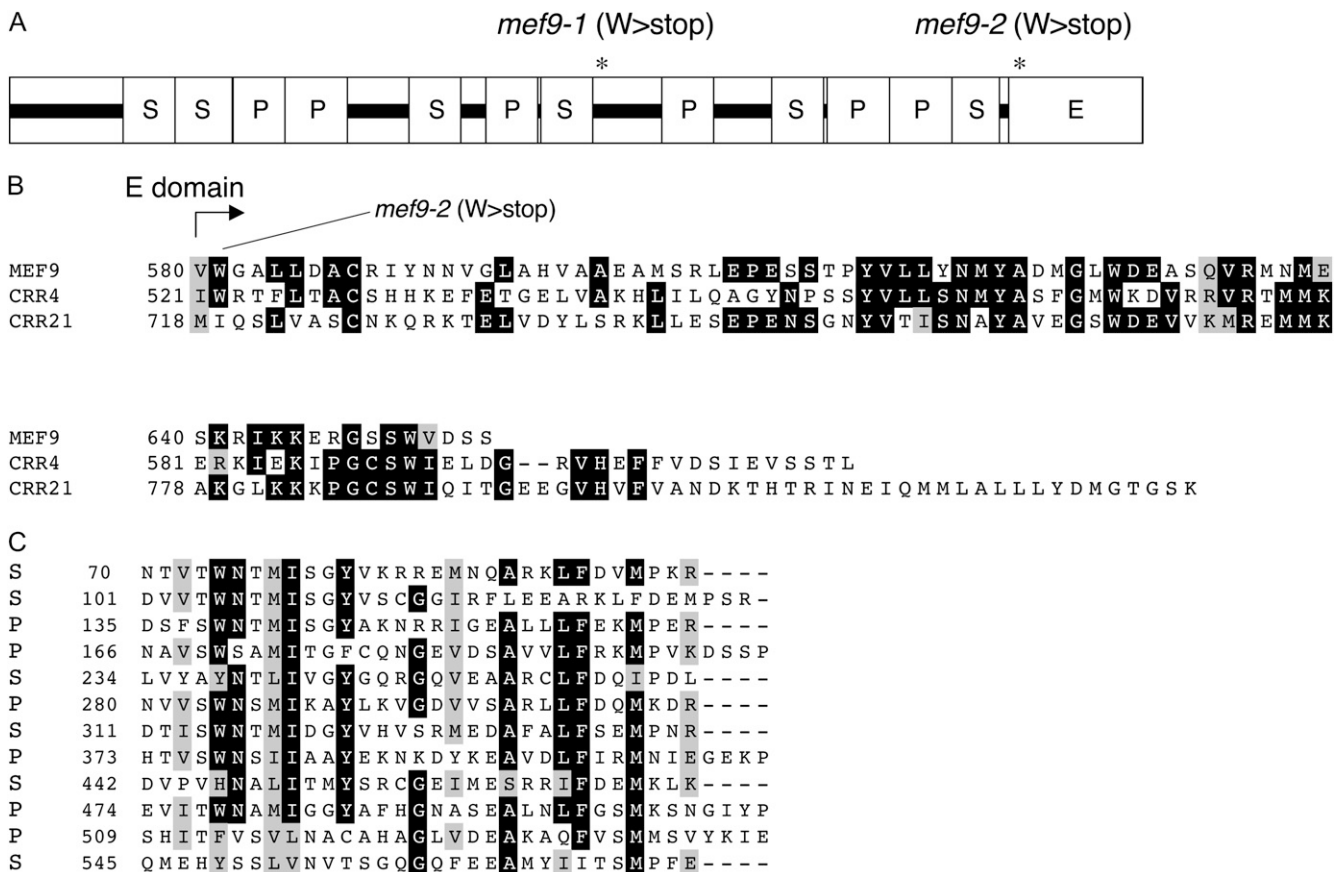 A
mef9-1 (W>stop) mef9-2 (W>stop)
* *
S S P P S P S P S P P S E
B
E domain
mef9-2 (W>stop)
MEF9 580 VWGALLDACRIYNNVGLAHVAAEAMSRLEPESSTPYVLLYNMYADMGLWDEASQVRMNME
CRR4 521 IWRTFLTACSHHKEFETGELVAKHLILQAGYNPSSYVLLSNMYASFGMWKDVRRVRTMMK
CRR21 718 MIQSLVASCNKQRKTELVDYLSRKLLESEPENSGNYVTISNAYAVEGSWDEVVKMREMMK
MEF9 640 SKRIKKERGSSWVDSS
CRR4 581 ERKIEKIPGCSWIELDG--RVHEFFVDSIEVSSTL
CRR21 778 AKGLKKKPGCSWIQITGEEGVHVFVANDKTHTRINEIQMMLALLLYDMGTGSK
C
S 70 NTVTWNTMISGYVKRREMNQARKLFDVMPKR----
S 101 DVVTWNTMISGYVSCGGIRFLEEARKLFDEMPSR-
P 135 DSFSWNTMISGYAKNRRIGEALLLFEKMPER----
P 166 NAVSWSAMITGFCQNGEVDSAVVLFRKMPVKDSSP
S 234 LVYAYNTLIVGYGQRGQVEAARCLFDQIPDL----
P 280 NVVSWNSMIKAYLKVGDVVSARLLFDQMKDR----
S 311 DTISWNTMIDGYVHVSRMEDAFALFSEMPNR----
P 373 HTVSWNSIIAAYEKNKDYKEAVDLFIRMNIEGEKP
S 442 DVPVHNALITMYSRCGEIMESRRIFDEMKLK----
P 474 EVITWNAMIGGYAFHGNASEALNLFGSMKSNGIYP
P 509 SHITFVSVLNACAHAGLVDEAKAQFVSMMSVYKIE
S 545 QMEHYSSLVNVTSGQGQFEEAMYIITSMPFE----